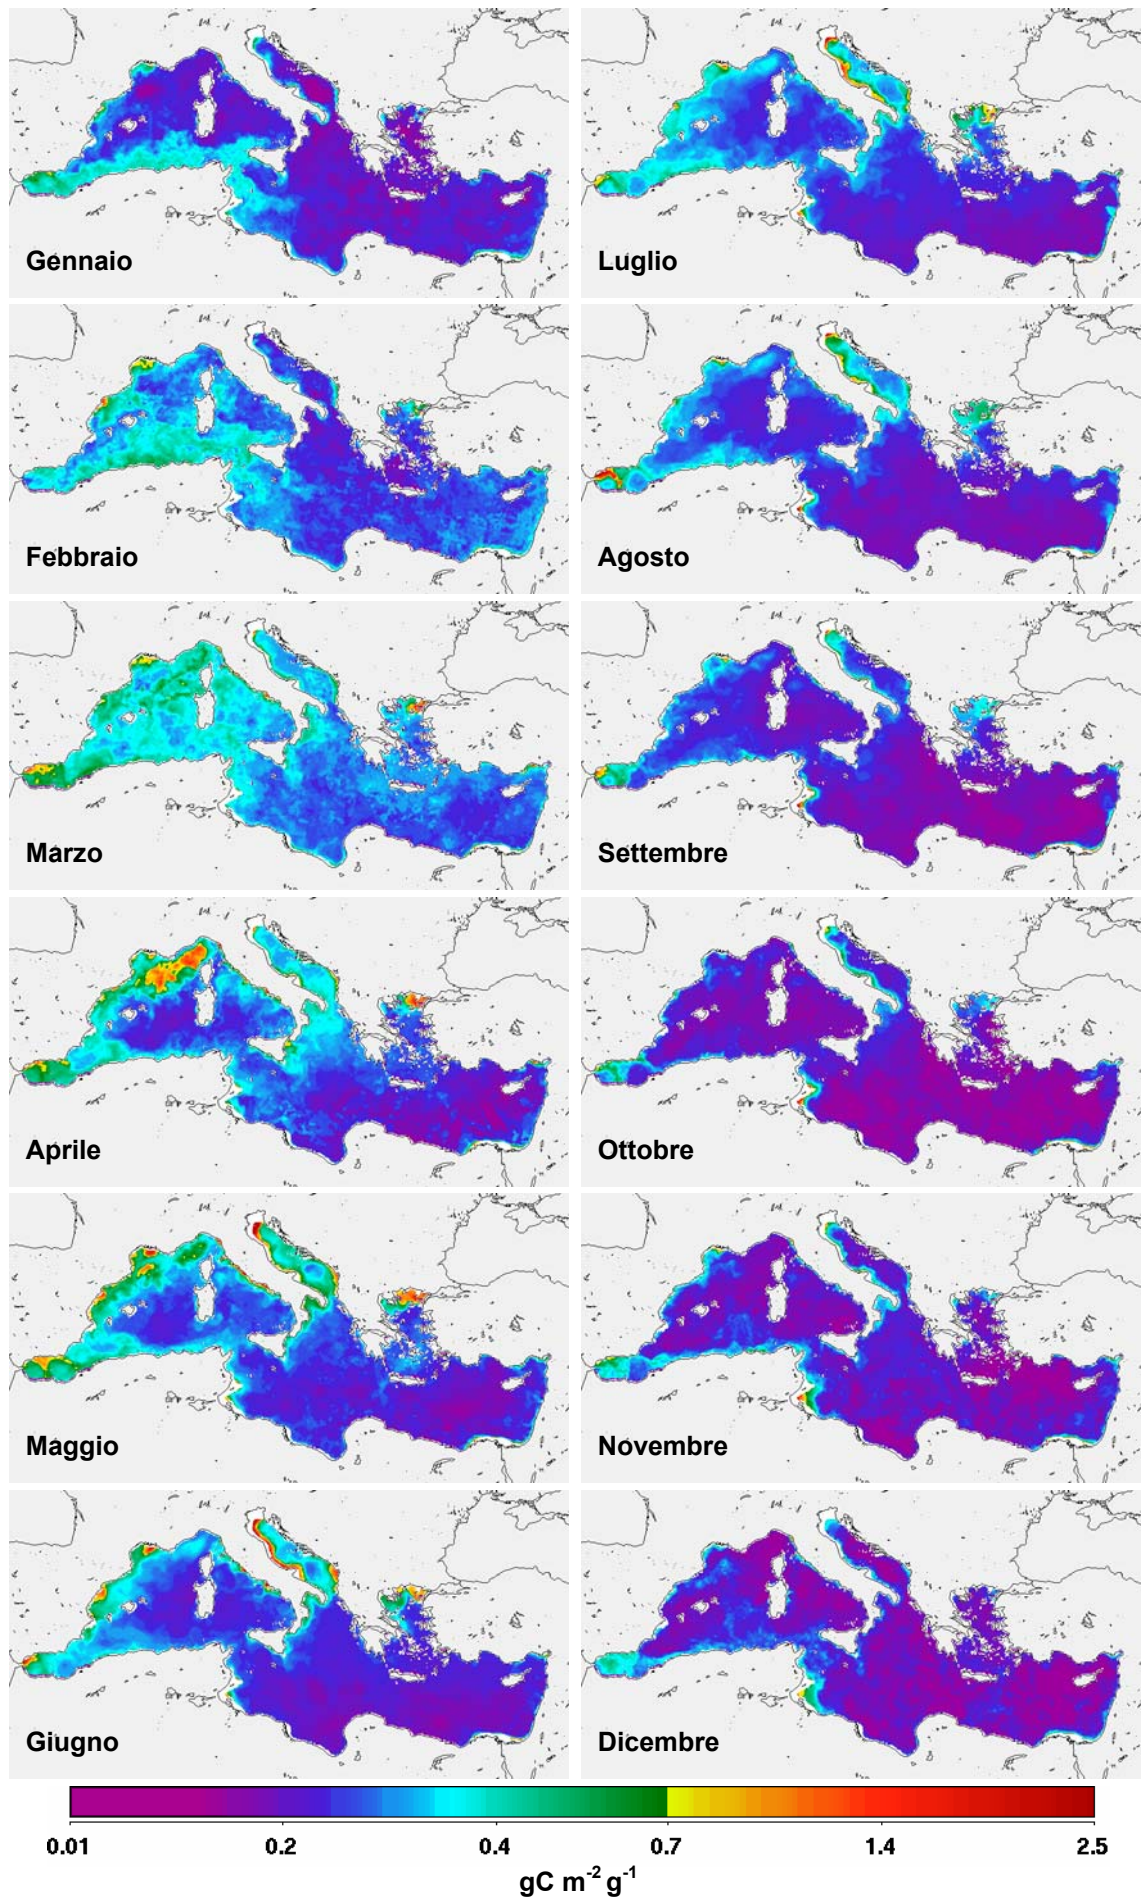 Gennaio
Luglio
Febbraio
Agosto
Marzo
Settembre
Aprile
Ottobre
Maggio
Novembre
Giugno
Dicembre
0.01 0.2 0.4 0.7 1.4 2.5
gC m⁻² g⁻¹